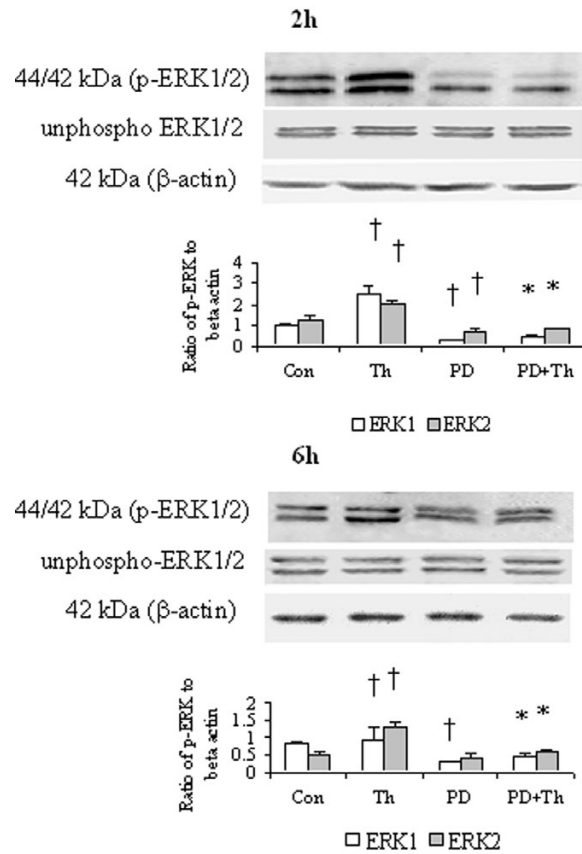 2h
44/42 kDa (p-ERK1/2)
unphospho ERK1/2
42 kDa (β-actin)
Ratio of p-ERK to
beta actin
4
3
2
1
0
† † † † * *
Con Th PD PD+Th
ERK1 ERK2
6h
44/42 kDa (p-ERK1/2)
unphospho-ERK1/2
42 kDa (β-actin)
Ratio of p-ERK to
beta actin
2
1.5
1
0.5
0
† † † * *
Con Th PD PD+Th
ERK1 ERK2